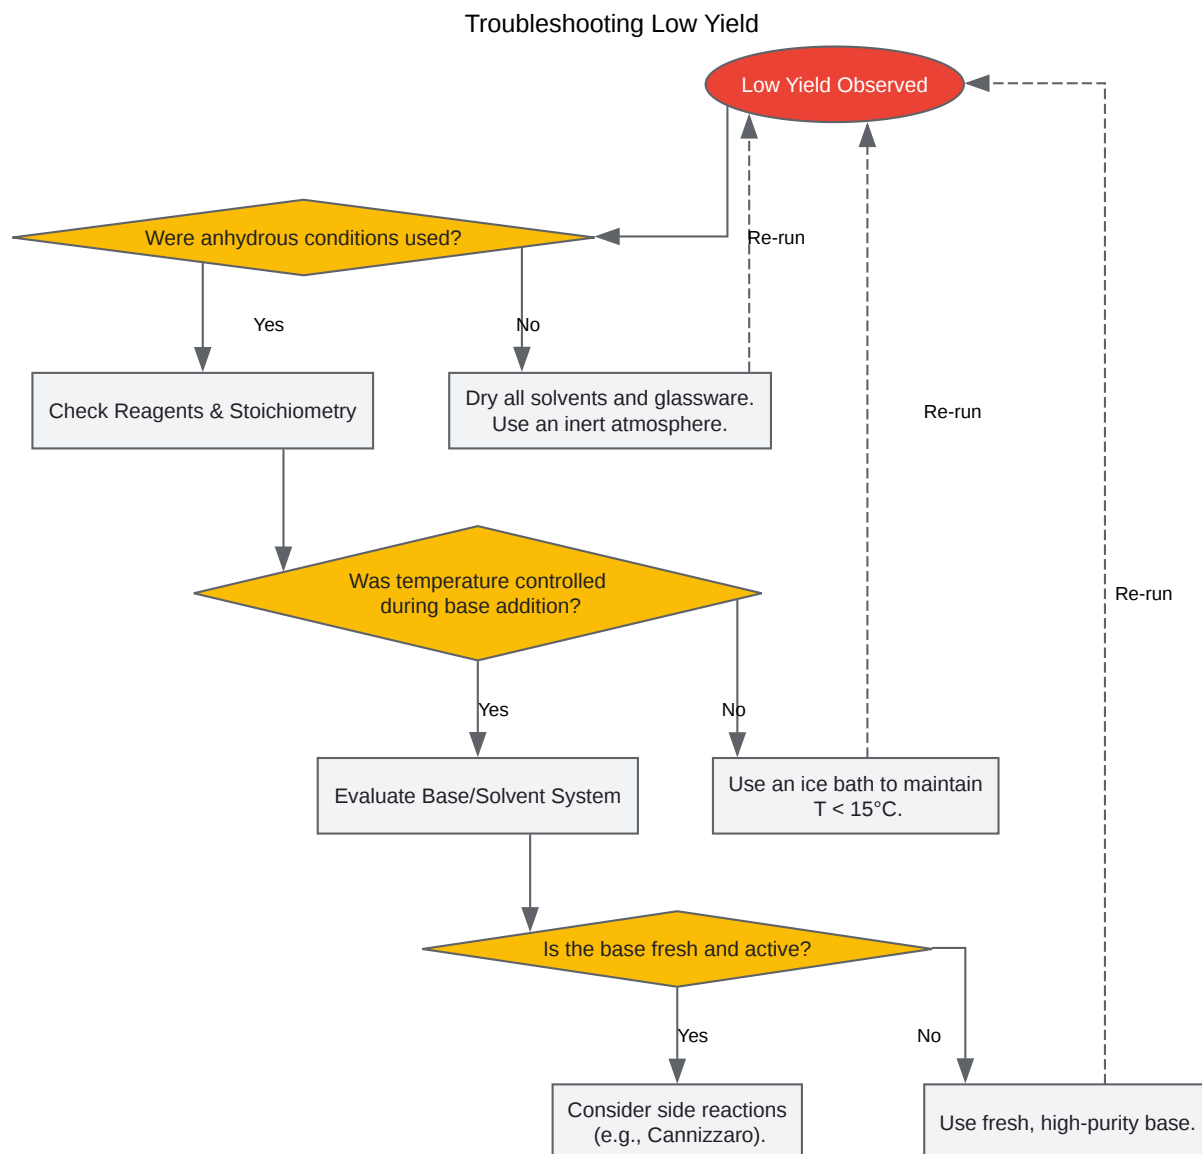 Troubleshooting Low Yield
Low Yield Observed
Were anhydrous conditions used?
Re-run
Yes
No
Check Reagents & Stoichiometry
Dry all solvents and glassware.
Use an inert atmosphere.
Re-run
Was temperature controlled
during base addition?
Re-run
Yes
No
Evaluate Base/Solvent System
Use an ice bath to maintain
T < 15°C.
Is the base fresh and active?
Yes
No
Consider side reactions
(e.g., Cannizzaro).
Use fresh, high-purity base.